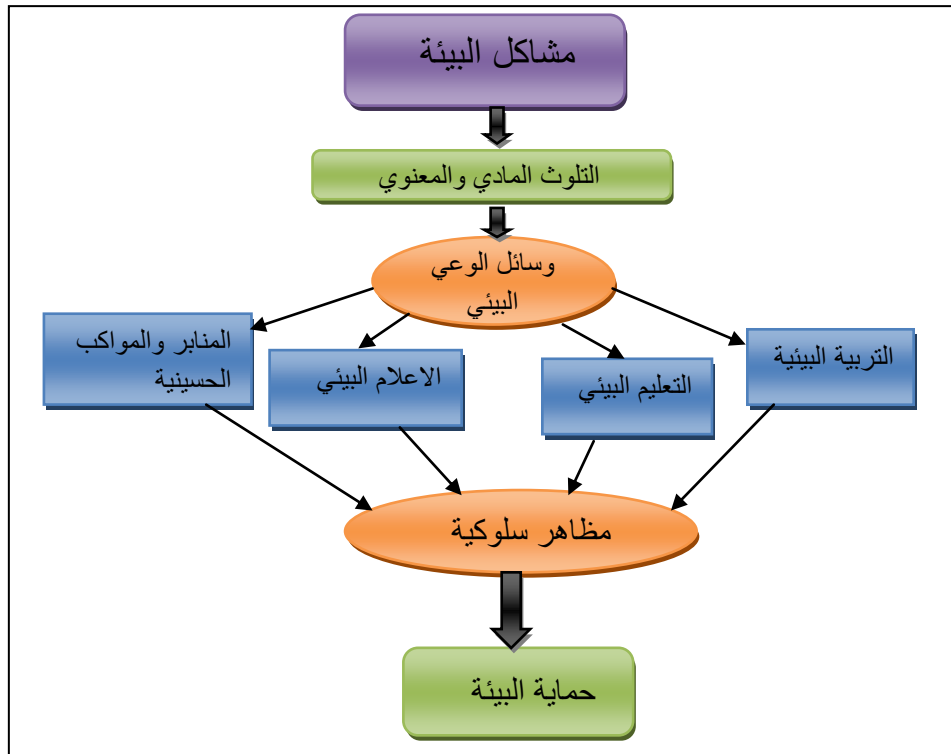 مشاكل البيئة
التلوث المادي والمعنوي
وسائل الوعي
البيئي
التربية البيئية
التعليم البيئي
الاعلام البيئي
المنابر والمواكب
الحسينية
مظاهر سلوكية
حماية البيئة